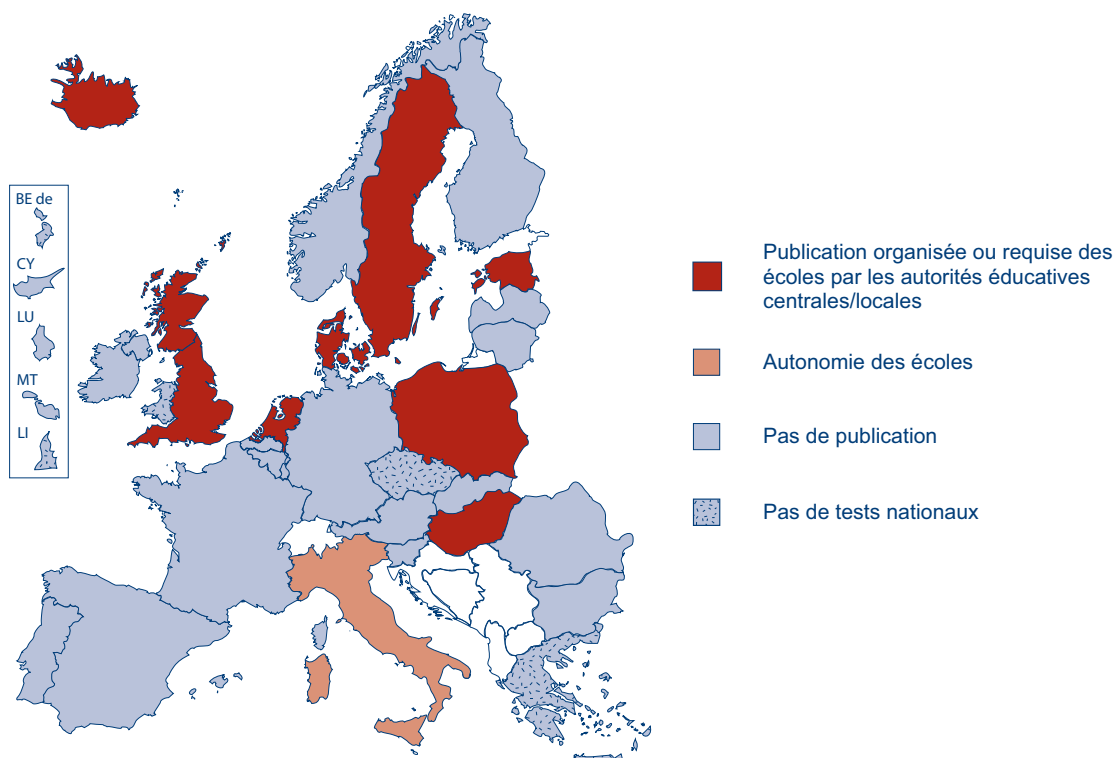 BE de
CY
LU
MT
LI
Publication organisée ou requise des
écoles par les autorités éducatives
centrales/locales
Autonomie des écoles
Pas de publication
Pas de tests nationaux